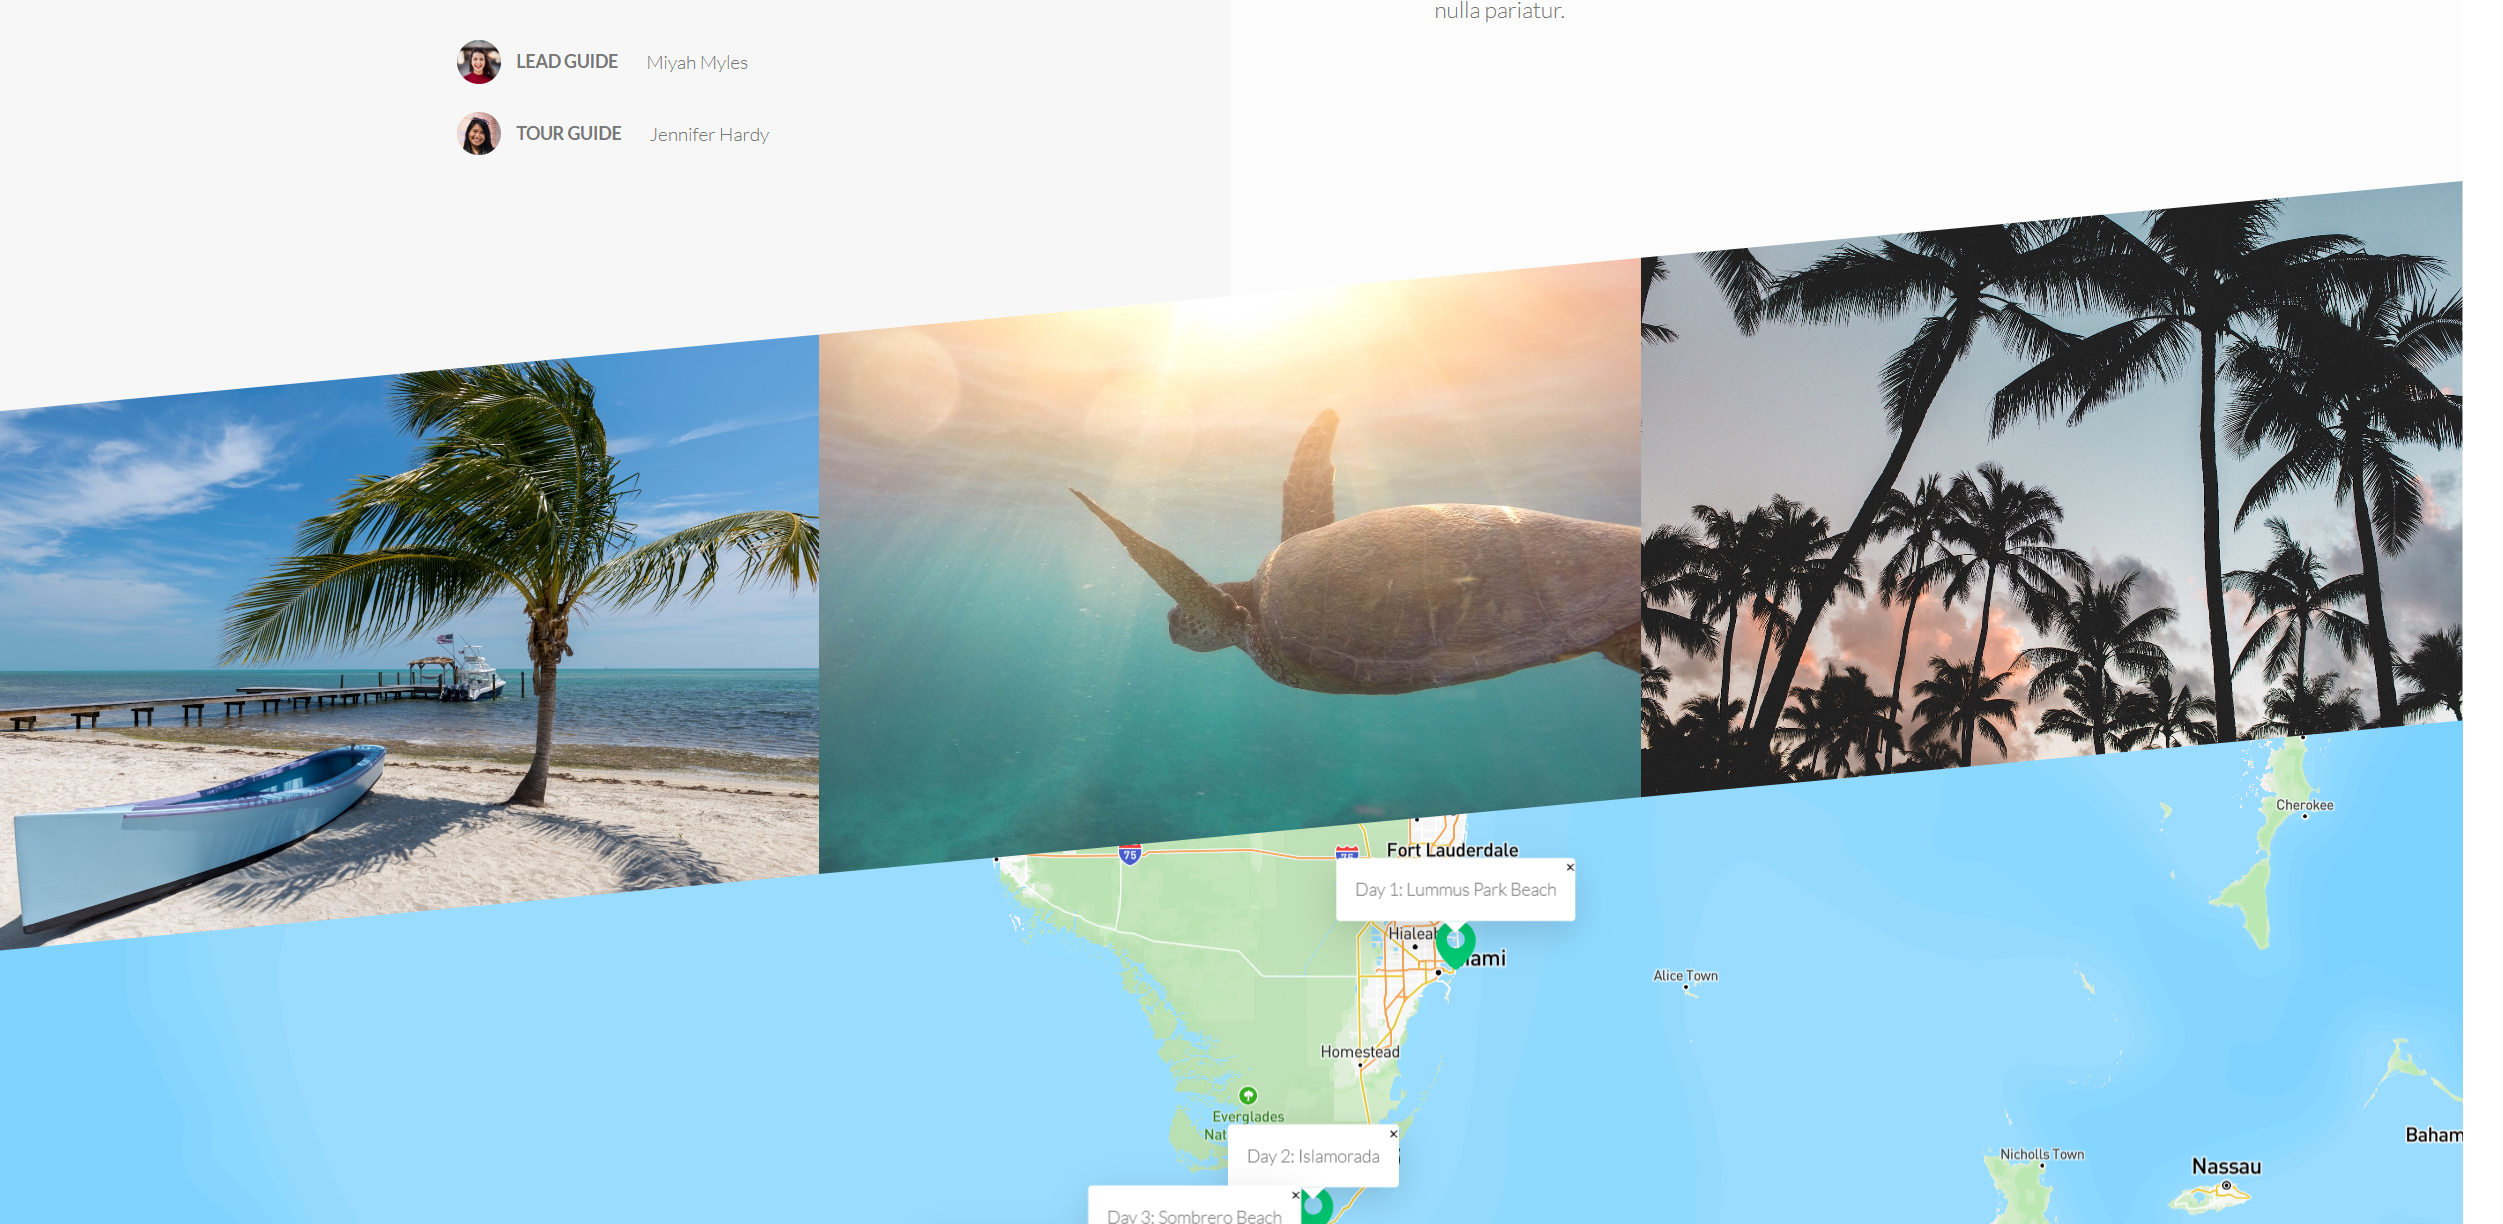 nulla pariatur.
LEAD GUIDE Miyah Myles
TOUR GUIDE Jennifer Hardy
Cherokee
75
75
Fort Lauderdale
Day 1: Lummus Park Beach
Hialeah
ami
Alice Town
Homestead
Everglades
Nat
Day 2: Islamorada
Baham
Nicholls Town
Nassau
Day 3: Sombrero Beach